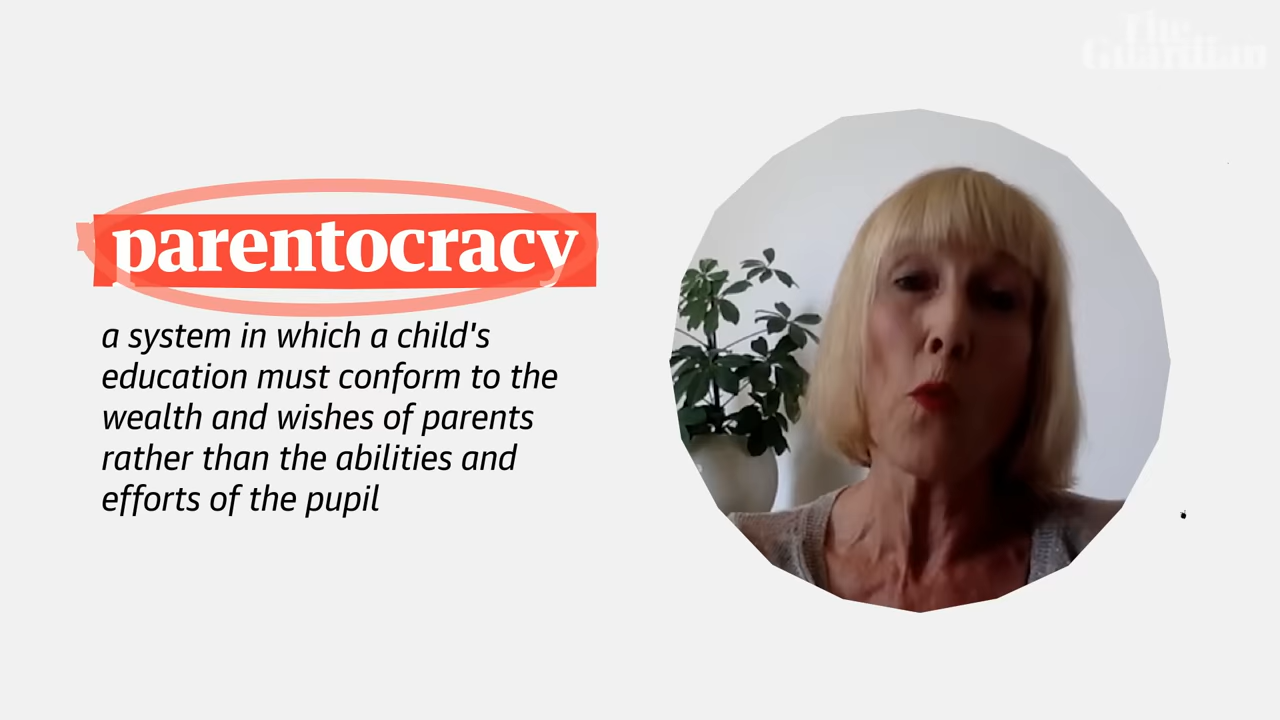 The
Guardian
parentocracy
a system in which a child's
education must conform to the
wealth and wishes of parents
rather than the abilities and
efforts of the pupil